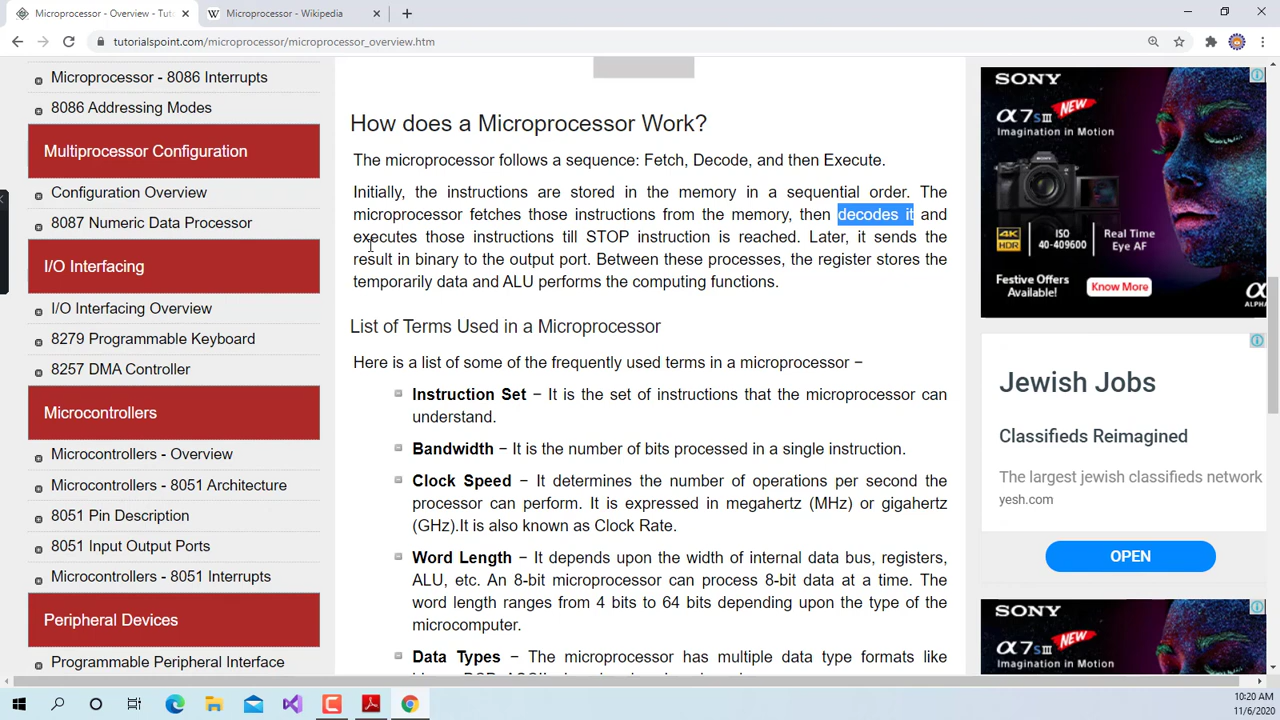 Microprocessor - Overview - Tut
Microprocessor - Wikipedia
tutorialspoint.com/microprocessor/microprocessor_overview.htm
Microprocessor - 8086 Interrupts
8086 Addressing Modes
Multiprocessor Configuration
Configuration Overview
8087 Numeric Data Processor
I/O Interfacing
I/O Interfacing Overview
8279 Programmable Keyboard
8257 DMA Controller
Microcontrollers
Microcontrollers - Overview
Microcontrollers - 8051 Architecture
8051 Pin Description
8051 Input Output Ports
Microcontrollers - 8051 Interrupts
Peripheral Devices
Programmable Peripheral Interface
How does a Microprocessor Work?
The microprocessor follows a sequence: Fetch, Decode, and then Execute.
Initially, the instructions are stored in the memory in a sequential order. The
microprocessor fetches those instructions from the memory, then decodes it and
executes those instructions till STOP instruction is reached. Later, it sends the
result in binary to the output port. Between these processes, the register stores the
temporarily data and ALU performs the computing functions.
List of Terms Used in a Microprocessor
Here is a list of some of the frequently used terms in a microprocessor −
Instruction Set − It is the set of instructions that the microprocessor can
understand.
Bandwidth − It is the number of bits processed in a single instruction.
Clock Speed − It determines the number of operations per second the
processor can perform. It is expressed in megahertz (MHz) or gigahertz
(GHz).It is also known as Clock Rate.
Word Length − It depends upon the width of internal data bus, registers,
ALU, etc. An 8-bit microprocessor can process 8-bit data at a time. The
word length ranges from 4 bits to 64 bits depending upon the type of the
microcomputer.
Data Types − The microprocessor has multiple data type formats like
SONY
α7SIII NEW
Imagination in Motion
4K HDR
ISO 40-409600
Real Time Eye AF
Festive Offers
Available!
Know More
ALPHA
Jewish Jobs
Classifieds Reimagined
The largest jewish classifieds network
yesh.com
OPEN
SONY
α7SIII NEW
Imagination in Motion
10:20 AM
11/6/2020